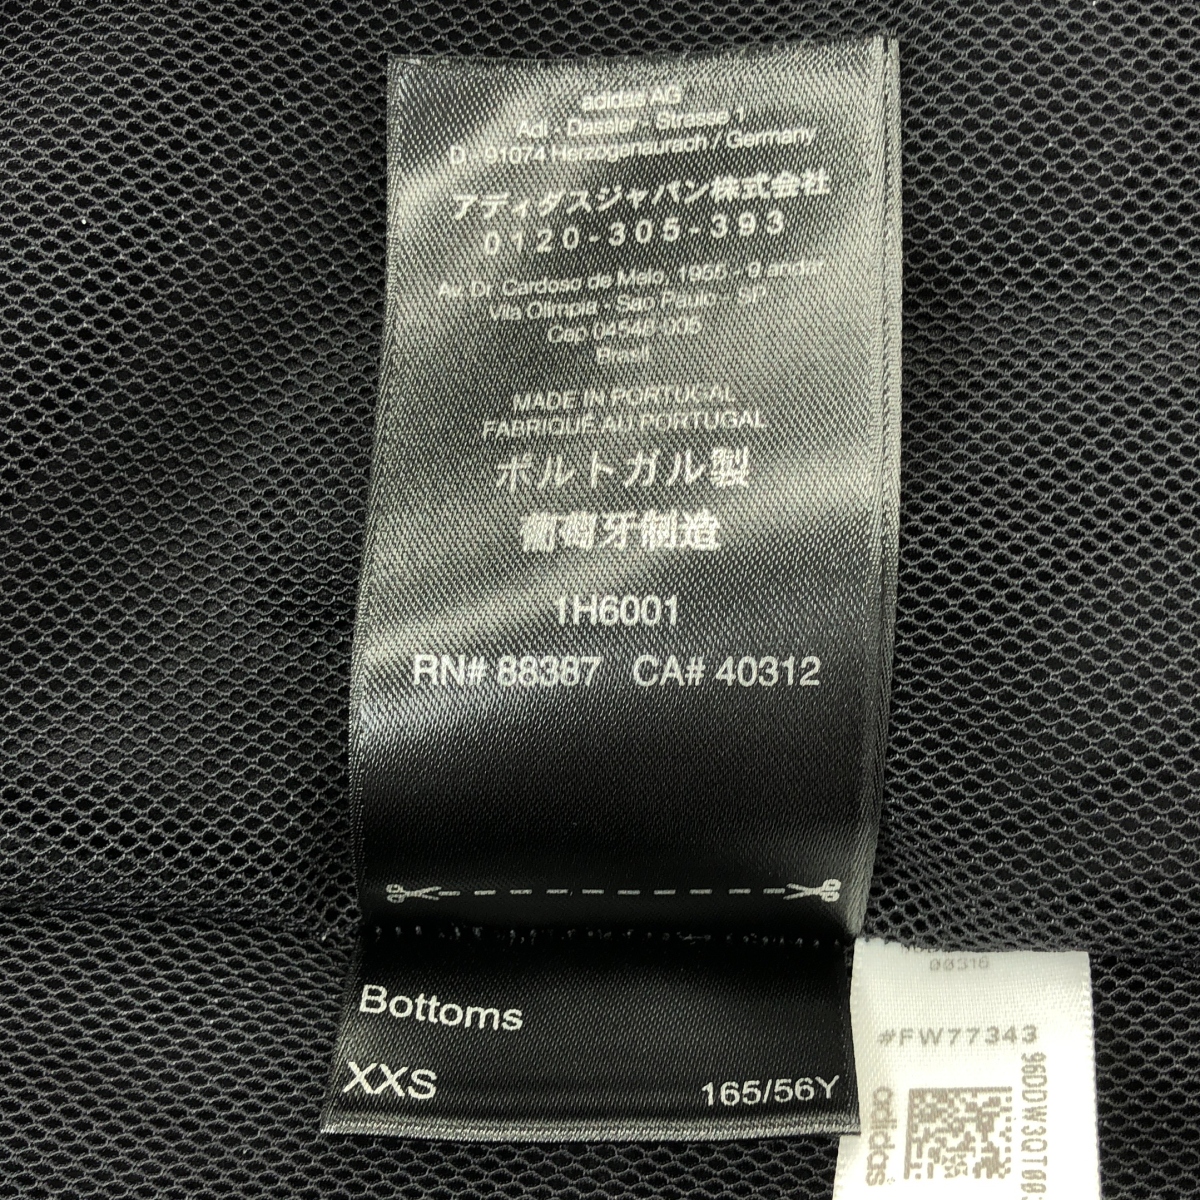 adidas AG
Adi - Dassler - Strasse 1
D - 91074 Herzogenaurach / Germany
アディダスジャパン株式会社
0120-305-393
Av. Dr. Cardoso de Melo, 1955 - 9 andar
Vila Olimpia - Sao Paulo - SP
Cep 04548-005
Brasil
MADE IN PORTUGAL
FABRIQUÉ AU PORTUGAL
ポルトガル製
葡萄牙制造
1H6001
RN# 88387 CA# 40312
Bottoms
XXS 165/56Y
00316
#FW77343
adidas
96DDW3QT00